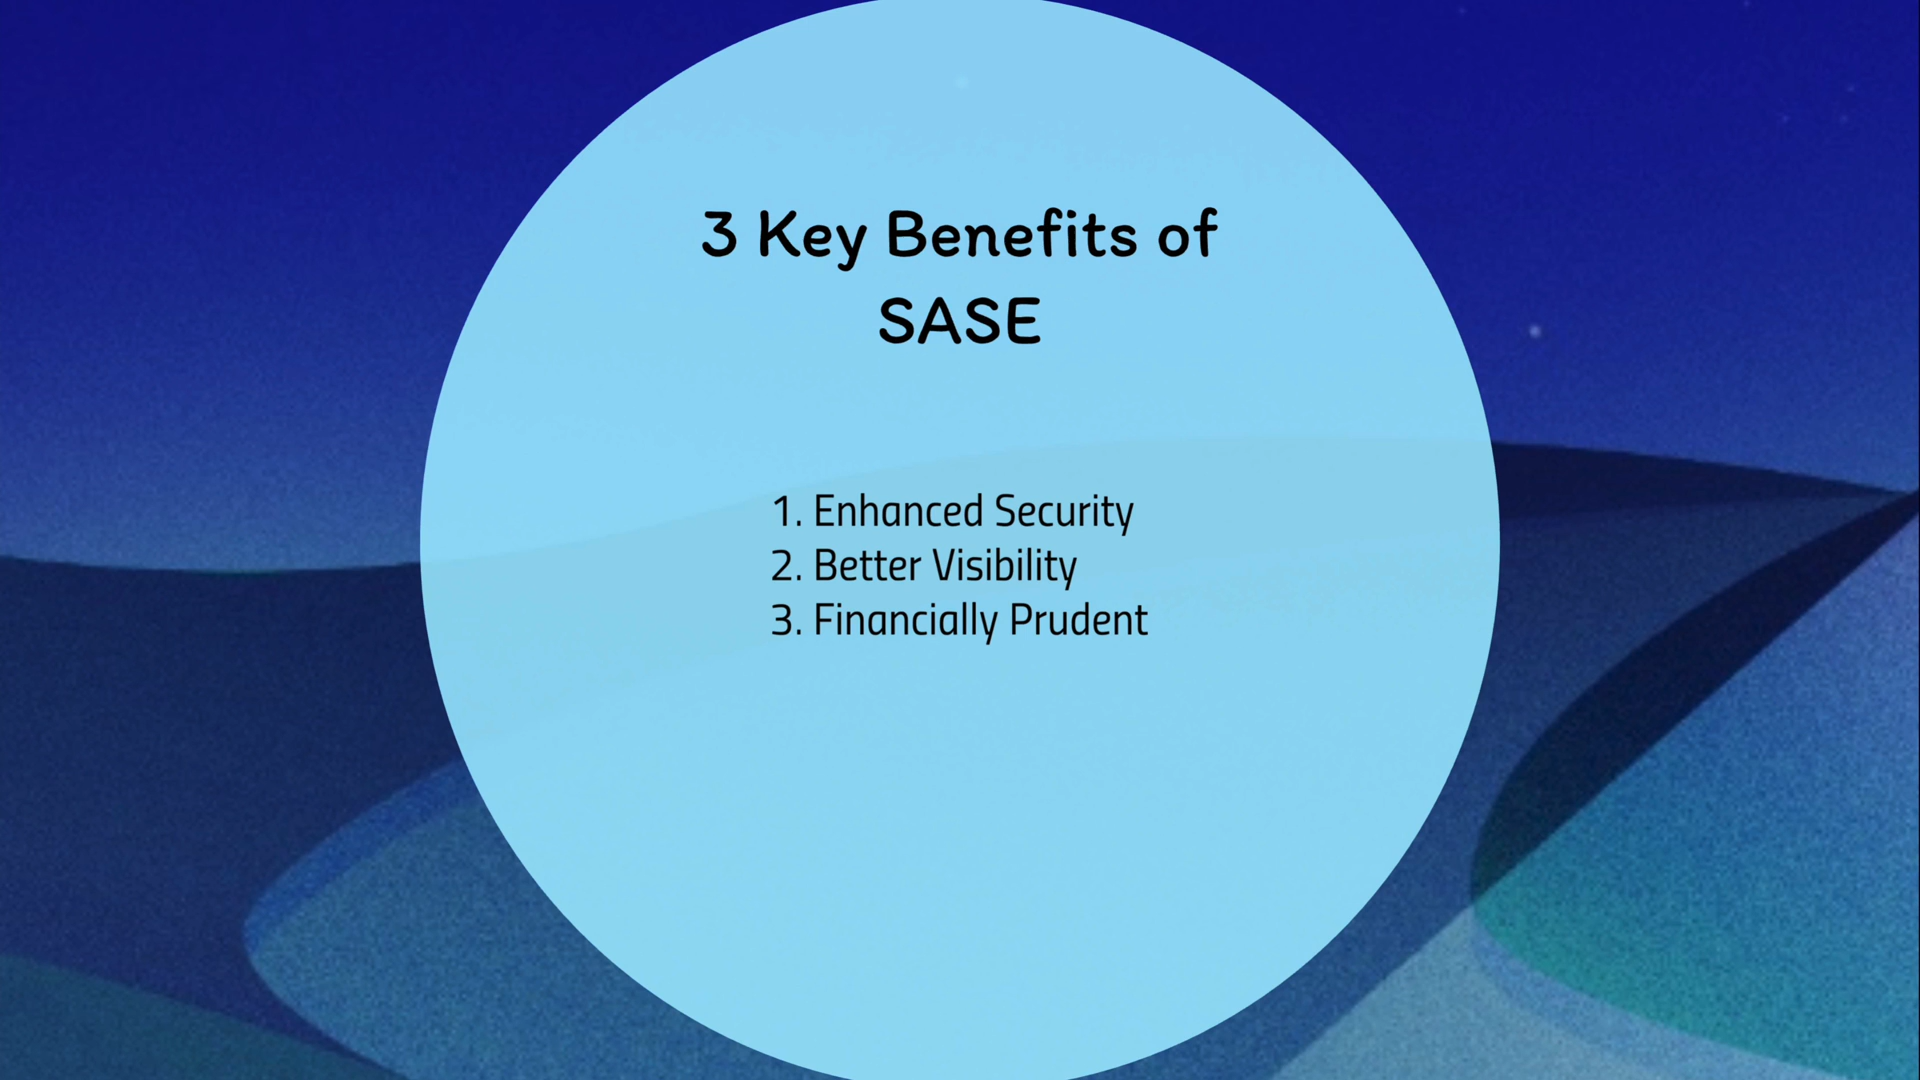 3 Key Benefits of
SASE
1. Enhanced Security
2. Better Visibility
3. Financially Prudent